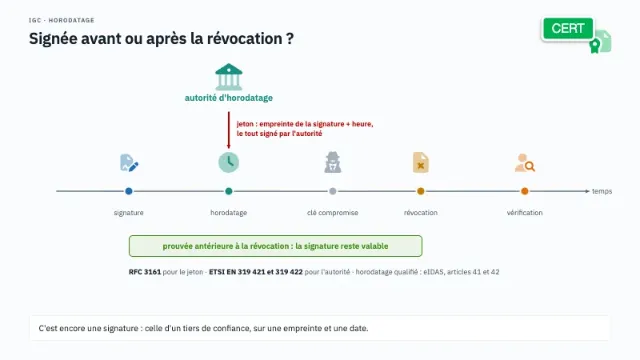 IGC · HORODATAGE
Signée avant ou après la révocation ?
CERT
autorité d'horodatage
jeton : empreinte de la signature + heure,
le tout signé par l'autorité
temps
signature
horodatage
clé compromise
révocation
vérification
prouvée antérieure à la révocation : la signature reste valable
RFC 3161 pour le jeton · ETSI EN 319 421 et 319 422 pour l'autorité · horodatage qualifié : eIDAS, articles 41 et 42
C'est encore une signature : celle d'un tiers de confiance, sur une empreinte et une date.